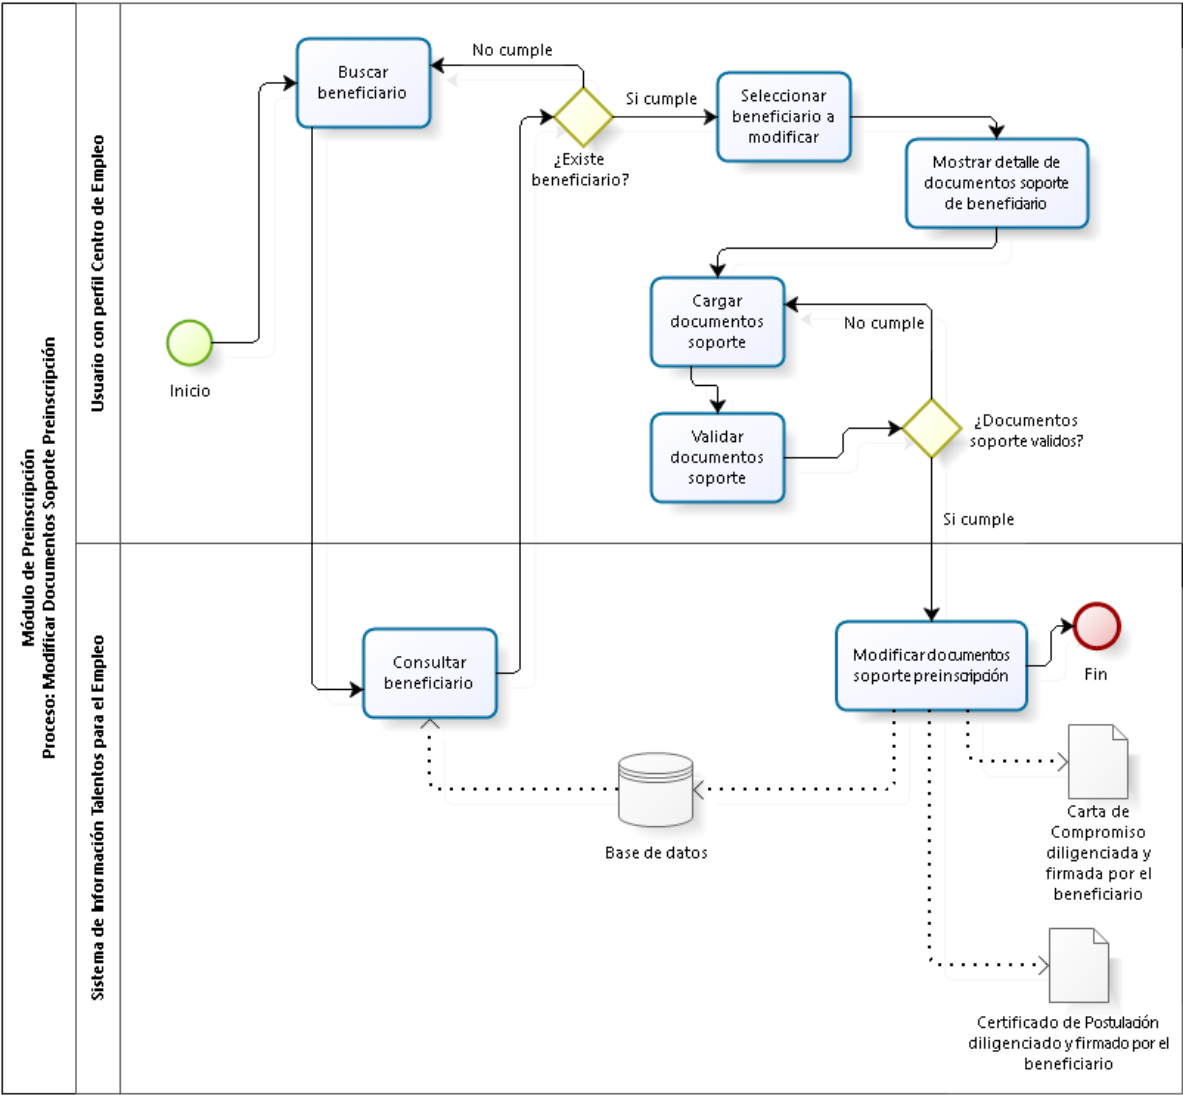 Módulo de Preinscripción
Proceso: Modificar Documentos Soporte Preinscripción
Usuario con perfil Centro de Empleo
Buscar
beneficiario
No cumple
¿Existe
beneficiario?
Si cumple
Seleccionar
beneficiario a
modificar
Mostrar detalle de
documentos soporte
de beneficiario
Inicio
Cargar
documentos
soporte
No cumple
Validar
documentos
soporte
¿Documentos
soporte validos?
Si cumple
Sistema de Información Talentos para el Empleo
Consultar
beneficiario
Modificar documentos
soporte preinscripción
Fin
Base de datos
Carta de
Compromiso
diligenciada y
firmada por el
beneficiario
Certificado de Postulación
diligenciado y firmado por el
beneficiario